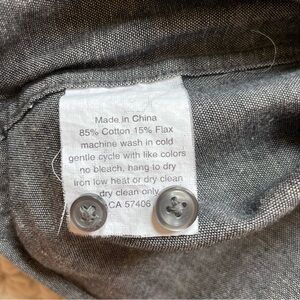 Made in China
85% Cotton 15% Flax
machine wash in cold
gentle cycle with like colors
no bleach, hang to dry
iron low heat or dry clean
dry clean only
CA 57406